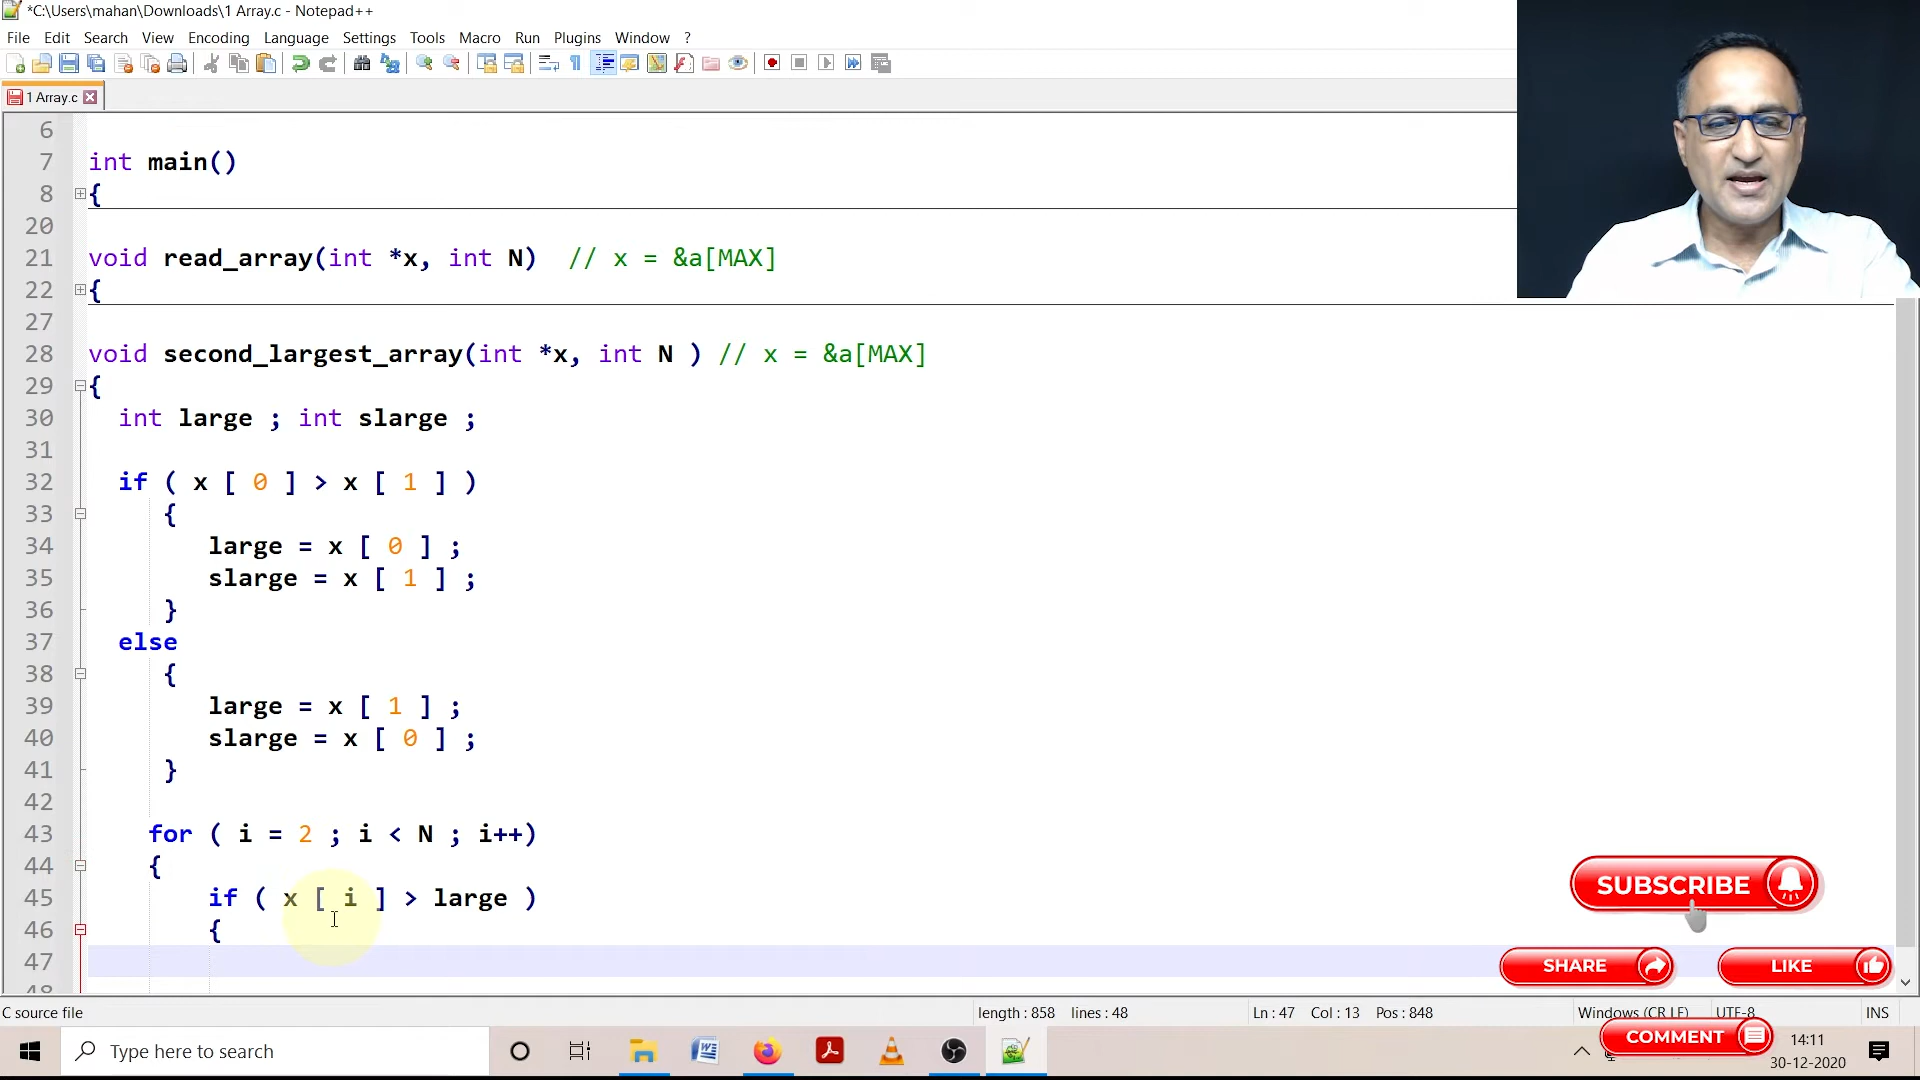 *C:\Users\mahan\Downloads\1 Array.c - Notepad++
File Edit Search View Encoding Language Settings Tools Macro Run Plugins Window ?
1 Array.c
6
7 int main()
8 {
20
21 void read_array(int *x, int N)  // x = &a[MAX]
22 {
27
28 void second_largest_array(int *x, int N ) // x = &a[MAX]
29 {
30 int large ; int slarge ;
31
32 if ( x [ 0 ] > x [ 1 ] )
33 {
34 large = x [ 0 ] ;
35 slarge = x [ 1 ] ;
36 }
37 else
38 {
39 large = x [ 1 ] ;
40 slarge = x [ 0 ] ;
41 }
42
43 for ( i = 2 ; i < N ; i++)
44 {
45 if ( x [ i ] > large )
46 {
47
48
SUBSCRIBE
SHARE
LIKE
C source file length : 858 lines : 48 Ln : 47 Col : 13 Pos : 848 Windows (CR LF) UTF-8 INS
COMMENT
Type here to search
14:11
30-12-2020